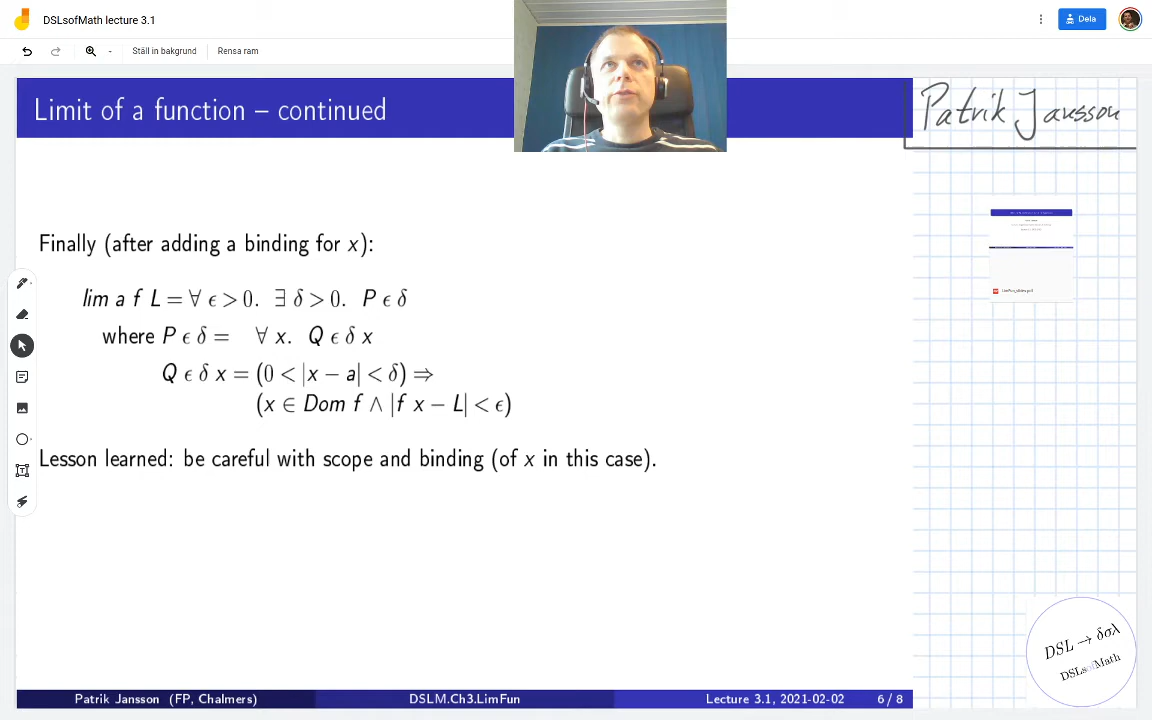 DSLsofMath lecture 3.1
Dela
Ställ in bakgrund
Rensa ram
Limit of a function – continued
Patrik Jansson
Finally (after adding a binding for x):
lim a f L = ∀ ϵ > 0. ∃ δ > 0. P ϵ δ
where P ϵ δ = ∀ x. Q ϵ δ x
Q ϵ δ x = (0 < |x − a| < δ) ⇒
(x ∈ Dom f ∧ |f x − L| < ϵ)
Lesson learned: be careful with scope and binding (of x in this case).
DSL → δσλ
DSLsofMath
Patrik Jansson (FP, Chalmers)
DSLM.Ch3.LimFun
Lecture 3.1, 2021-02-02
6 / 8